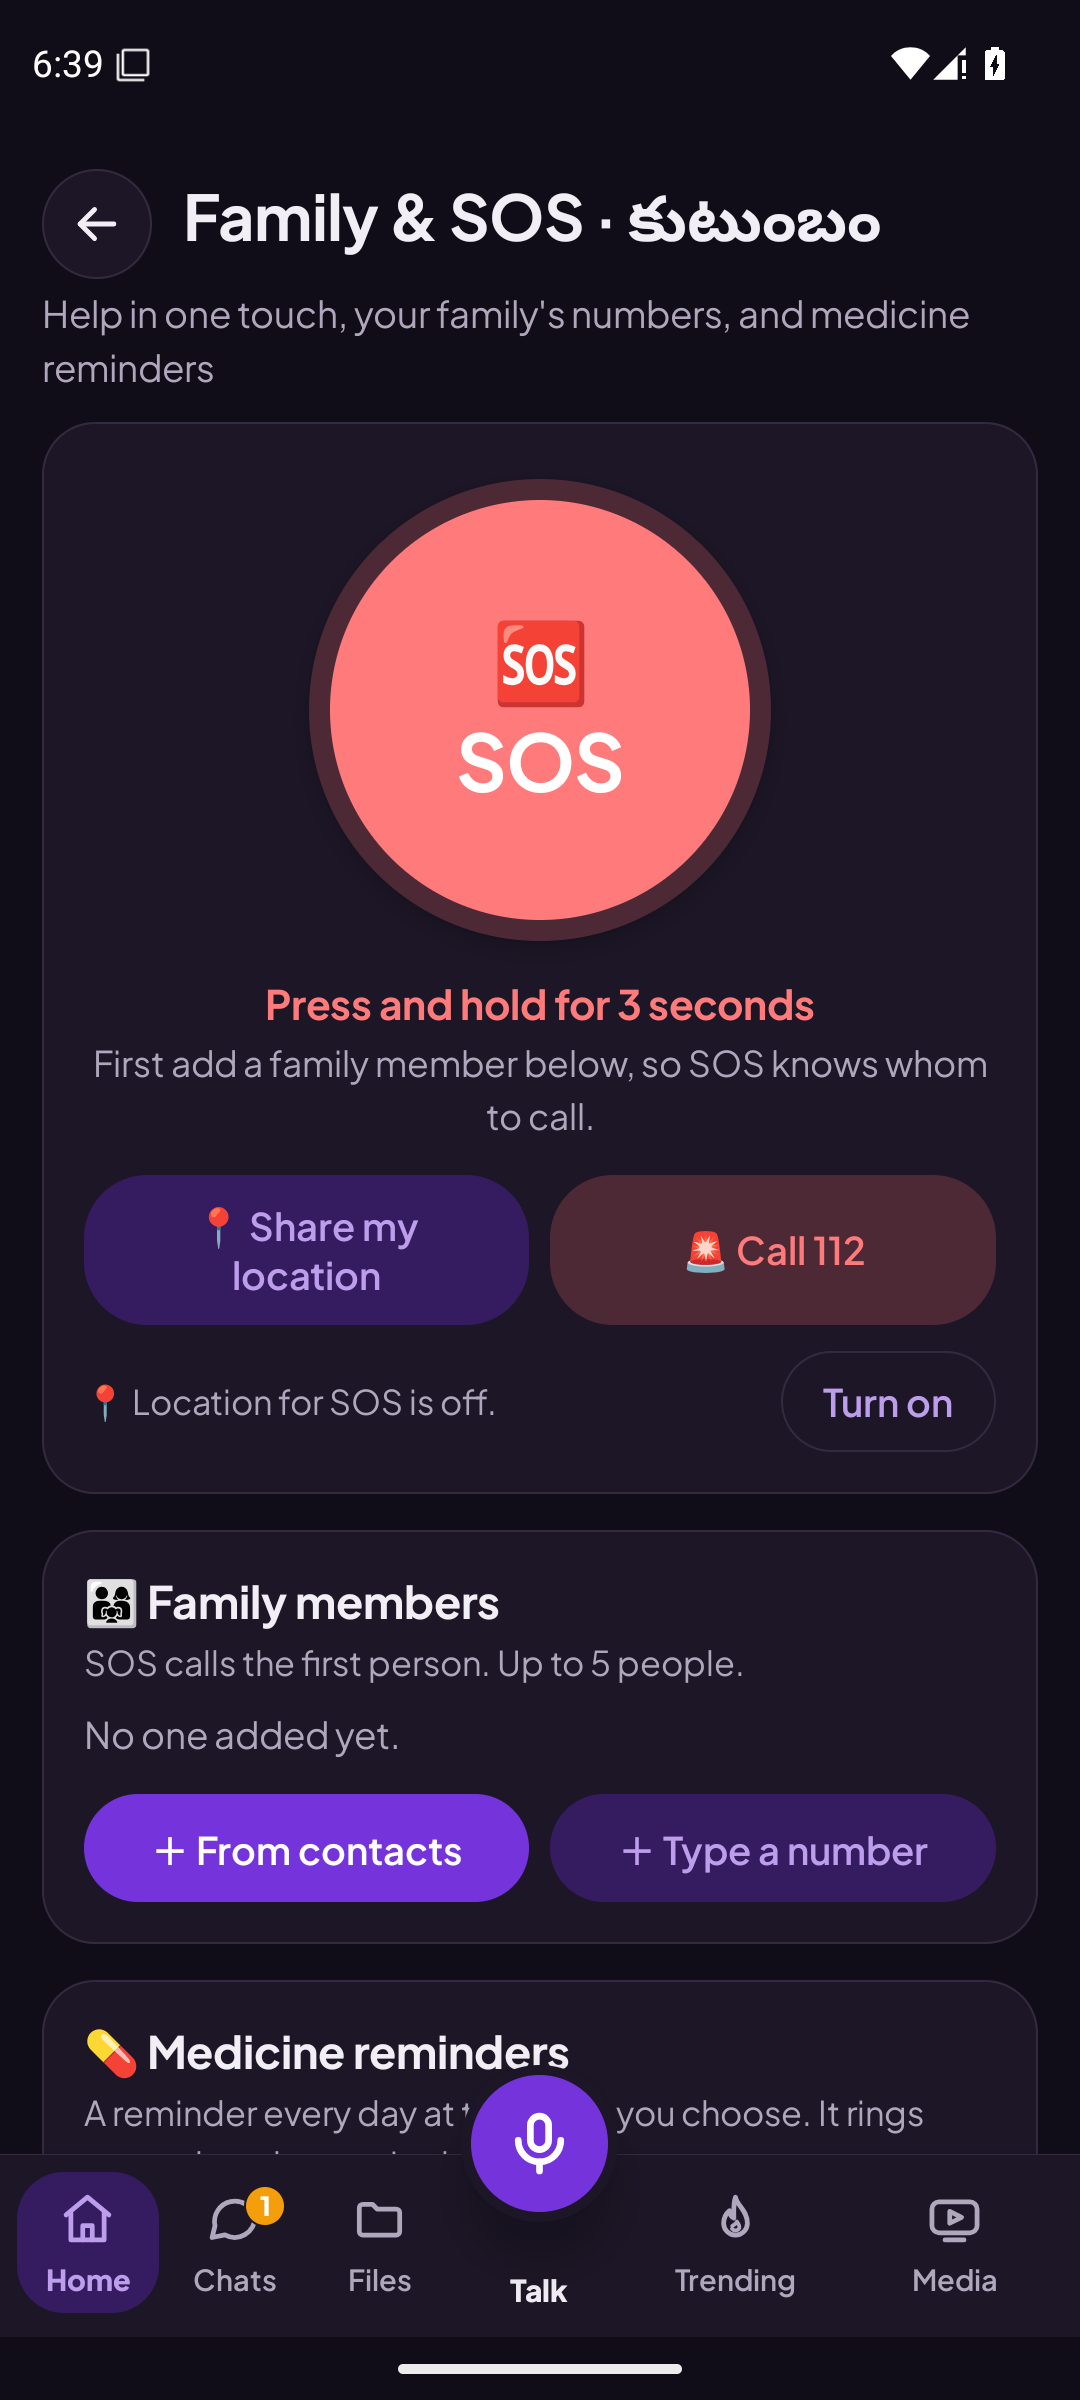 6:39
Family & SOS · కుటుంబం
Help in one touch, your family's numbers, and medicine
reminders
SOS
SOS
Press and hold for 3 seconds
First add a family member below, so SOS knows whom
to call.
Share my
location
Call 112
Location for SOS is off.
Turn on
Family members
SOS calls the first person. Up to 5 people.
No one added yet.
+ From contacts
+ Type a number
Medicine reminders
A reminder every day at you choose. It rings
Home
1
Chats
Files
Talk
Trending
Media